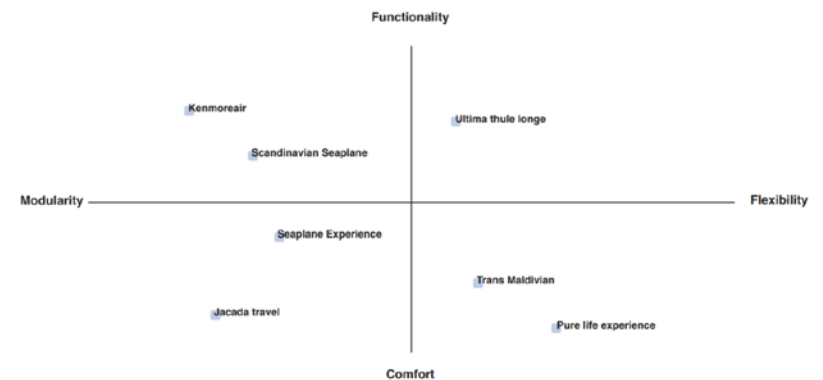 Functionality
Kenmoreair
Ultima thule longe
Scandinavian Seaplane
Modularity
Flexibility
Seaplane Experience
Trans Maldivian
Jacada travel
Pure life experience
Comfort